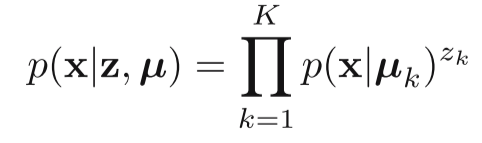 p(𝐱|𝐳, 𝝁) = ∏_{k=1}^{K} p(𝐱|𝝁_k)^{z_k}